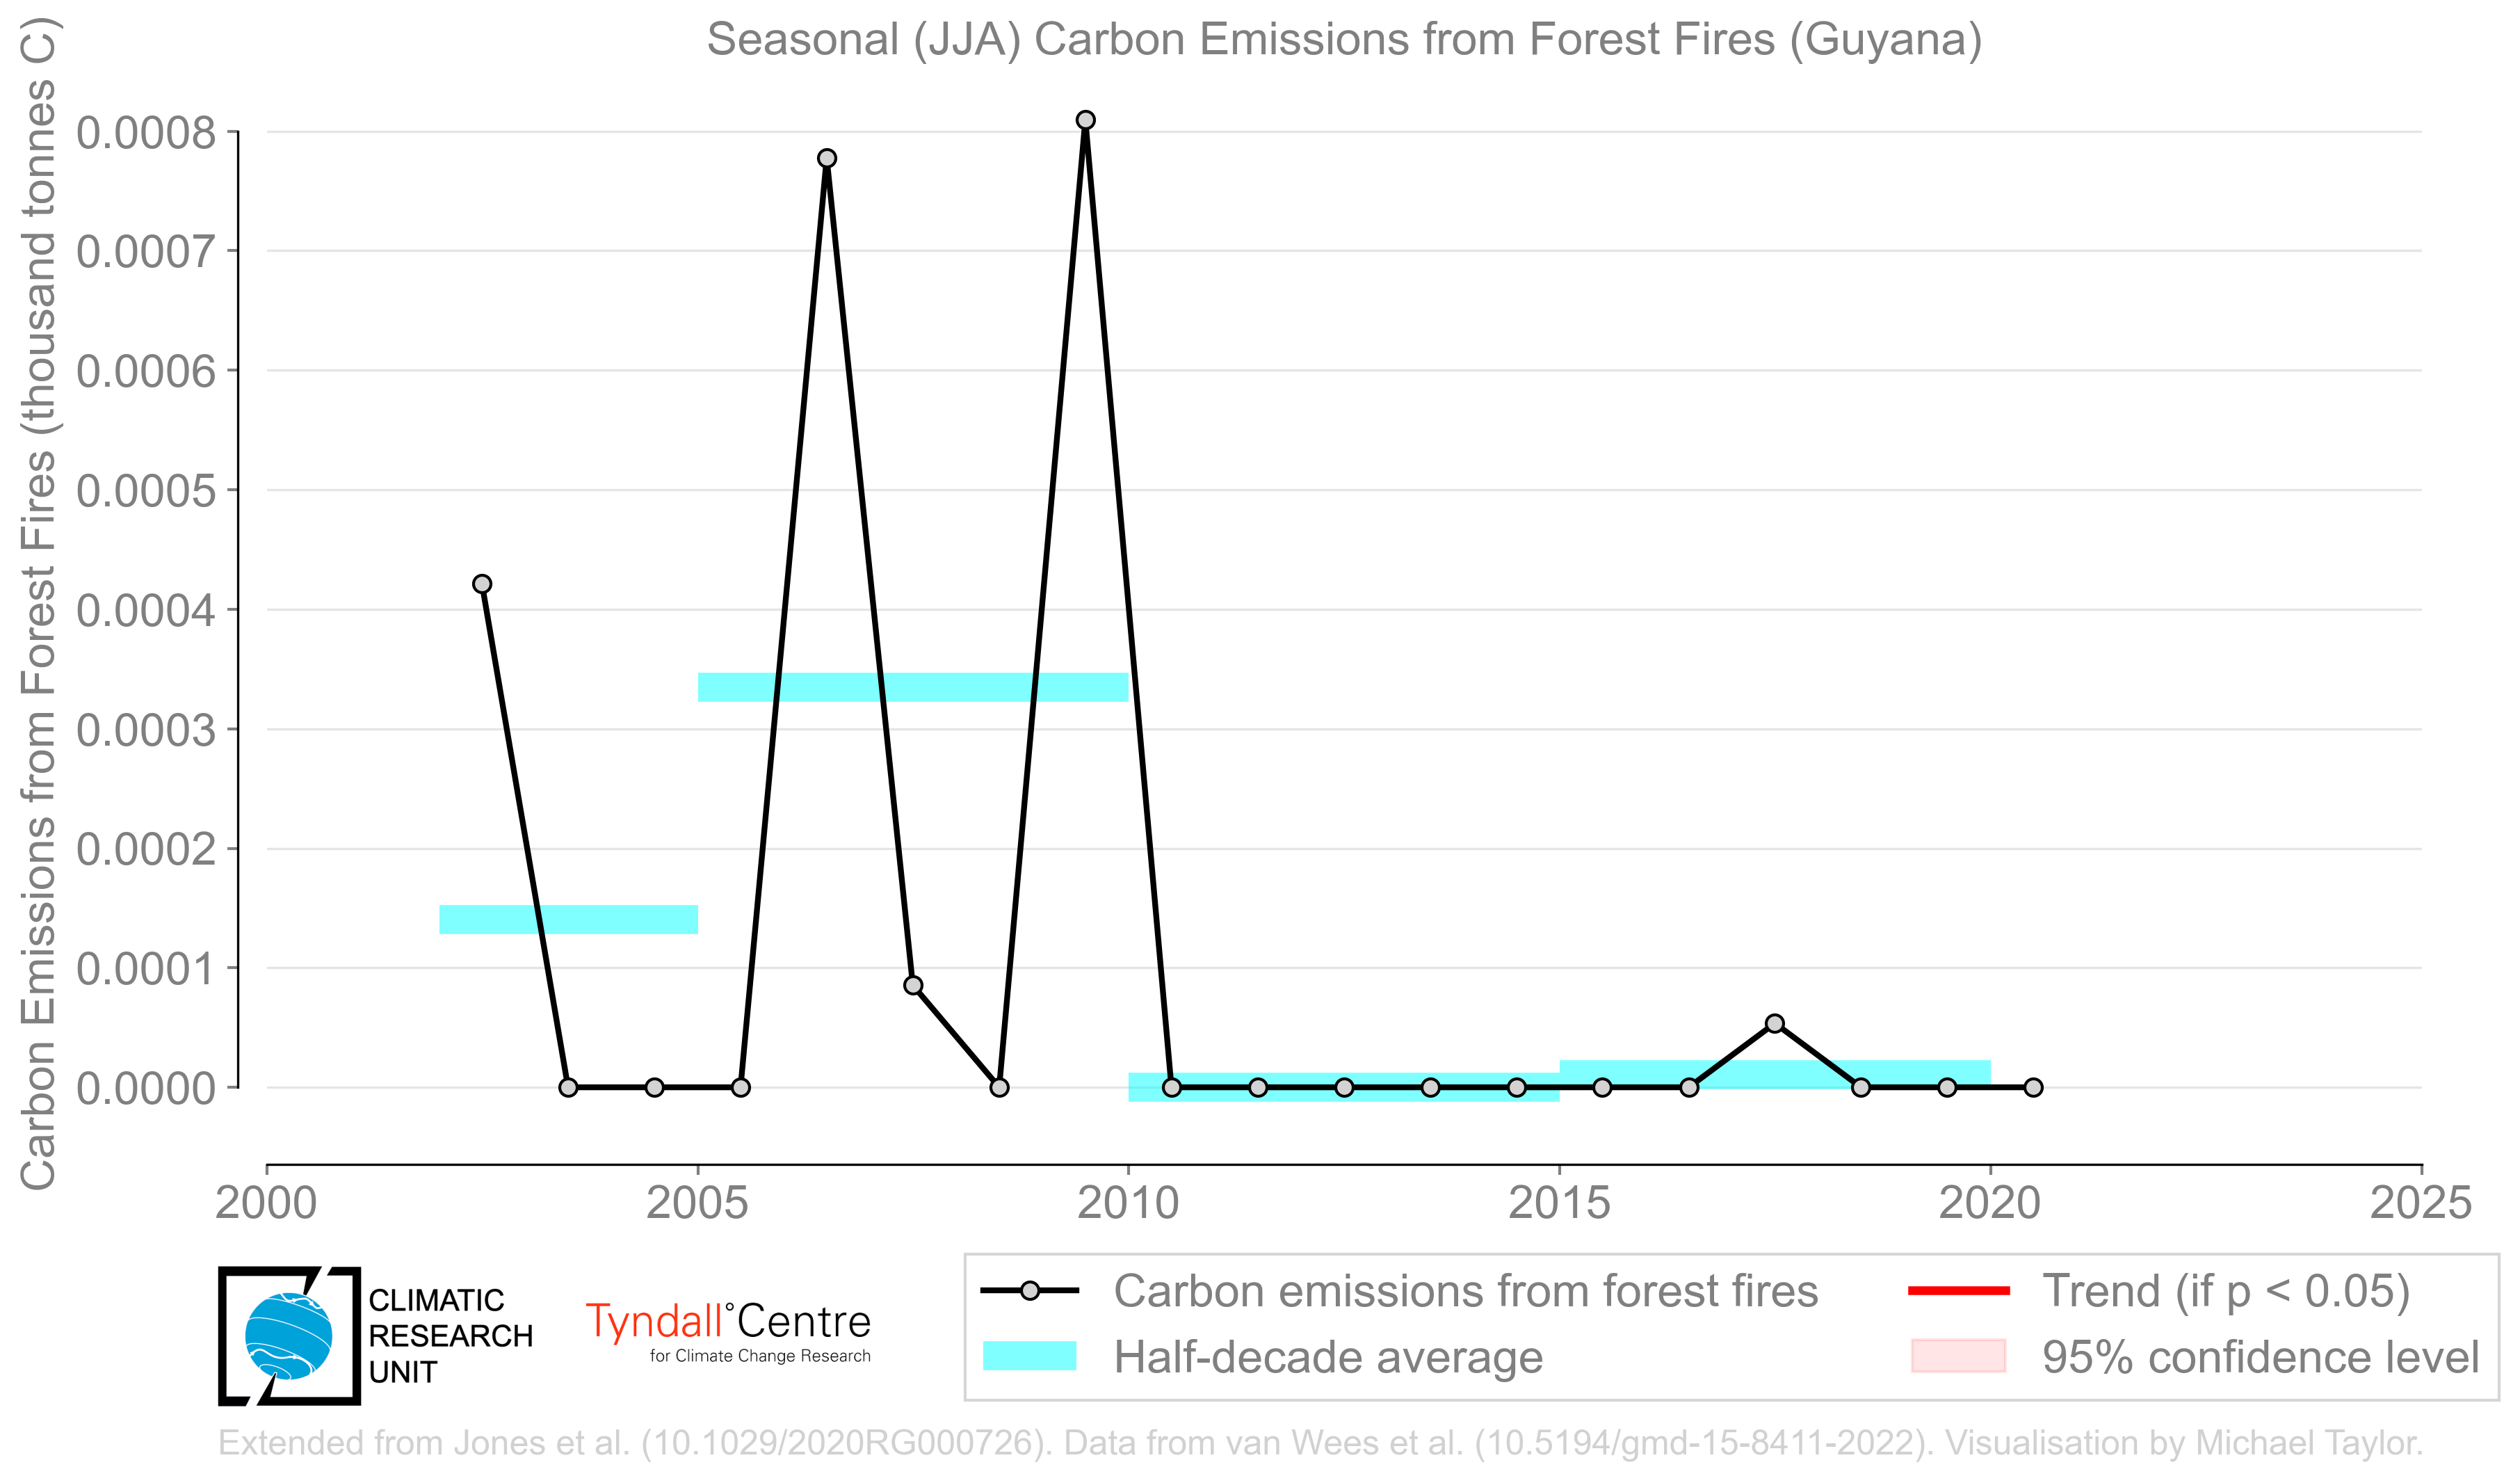 Seasonal (JJA) Carbon Emissions from Forest Fires (Guyana)
Carbon Emissions from Forest Fires (thousand tonnes C)
0.0008
0.0007
0.0006
0.0005
0.0004
0.0003
0.0002
0.0001
0.0000
2000 2005 2010 2015 2020 2025
CLIMATIC
RESEARCH
UNIT
Tyndall°Centre
for Climate Change Research
Carbon emissions from forest fires
Half-decade average
Trend (if p < 0.05)
95% confidence level
Extended from Jones et al. (10.1029/2020RG000726). Data from van Wees et al. (10.5194/gmd-15-8411-2022). Visualisation by Michael Taylor.